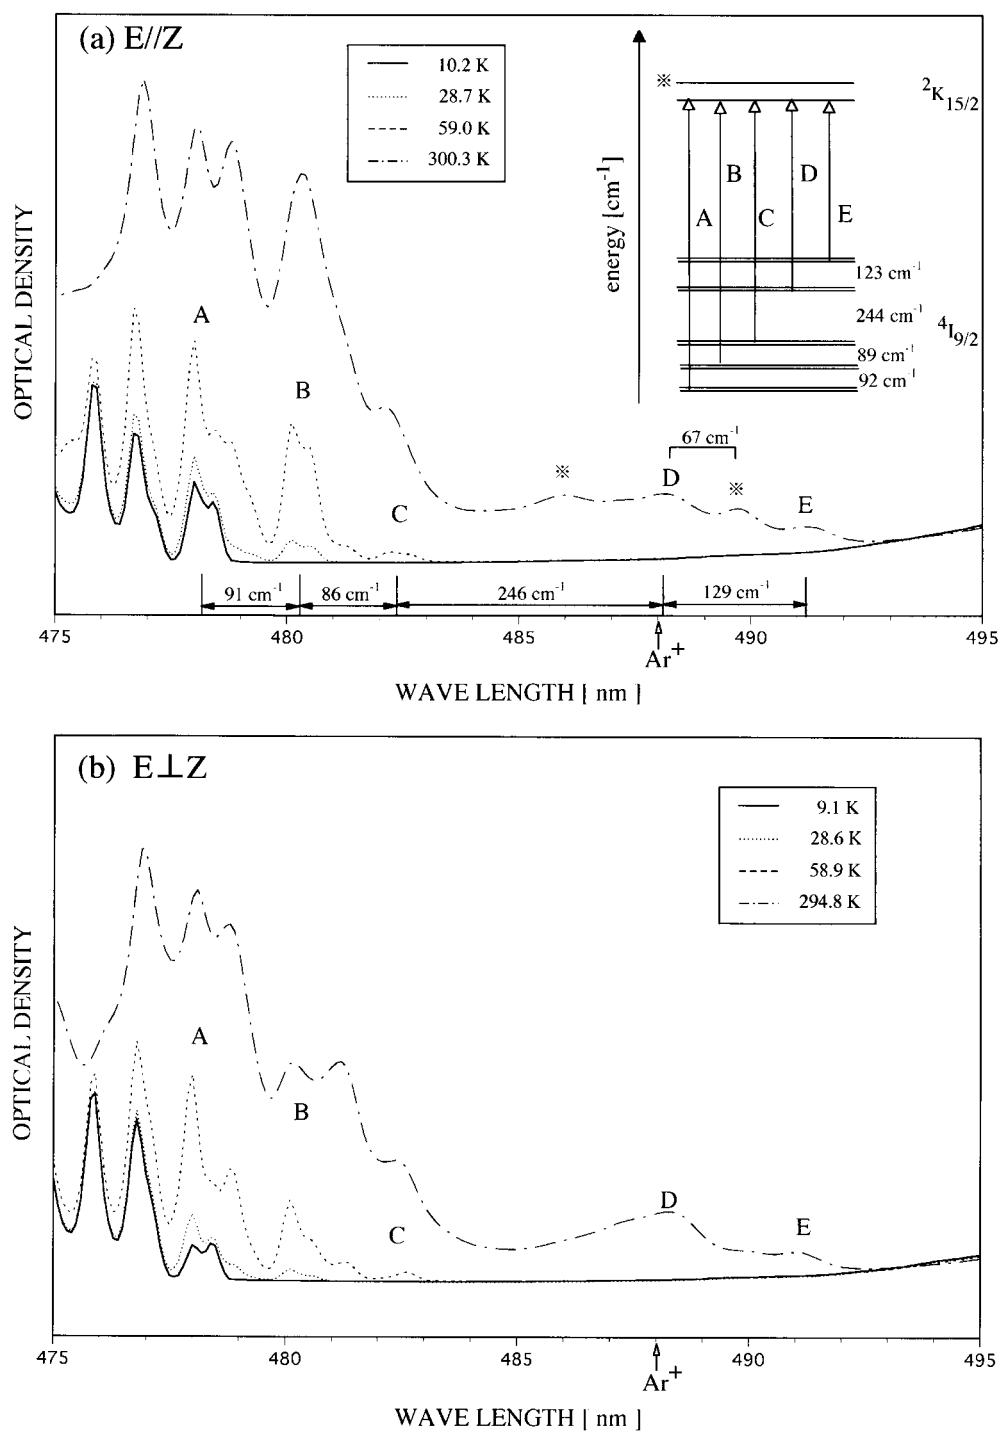 (a) E//Z
10.2 K
28.7 K
59.0 K
300.3 K
※
²K₁₅/₂
B
D
A
C
E
energy [cm⁻¹]
123 cm⁻¹
244 cm⁻¹
⁴I₉/₂
89 cm⁻¹
92 cm⁻¹
OPTICAL DENSITY
A
B
C
67 cm⁻¹
※
D
※
E
91 cm⁻¹
86 cm⁻¹
246 cm⁻¹
129 cm⁻¹
475
480
485
490
495
Ar⁺
WAVE LENGTH [ nm ]
(b) E⊥Z
9.1 K
28.6 K
58.9 K
294.8 K
OPTICAL DENSITY
A
B
C
D
E
475
480
485
490
495
Ar⁺
WAVE LENGTH [ nm ]